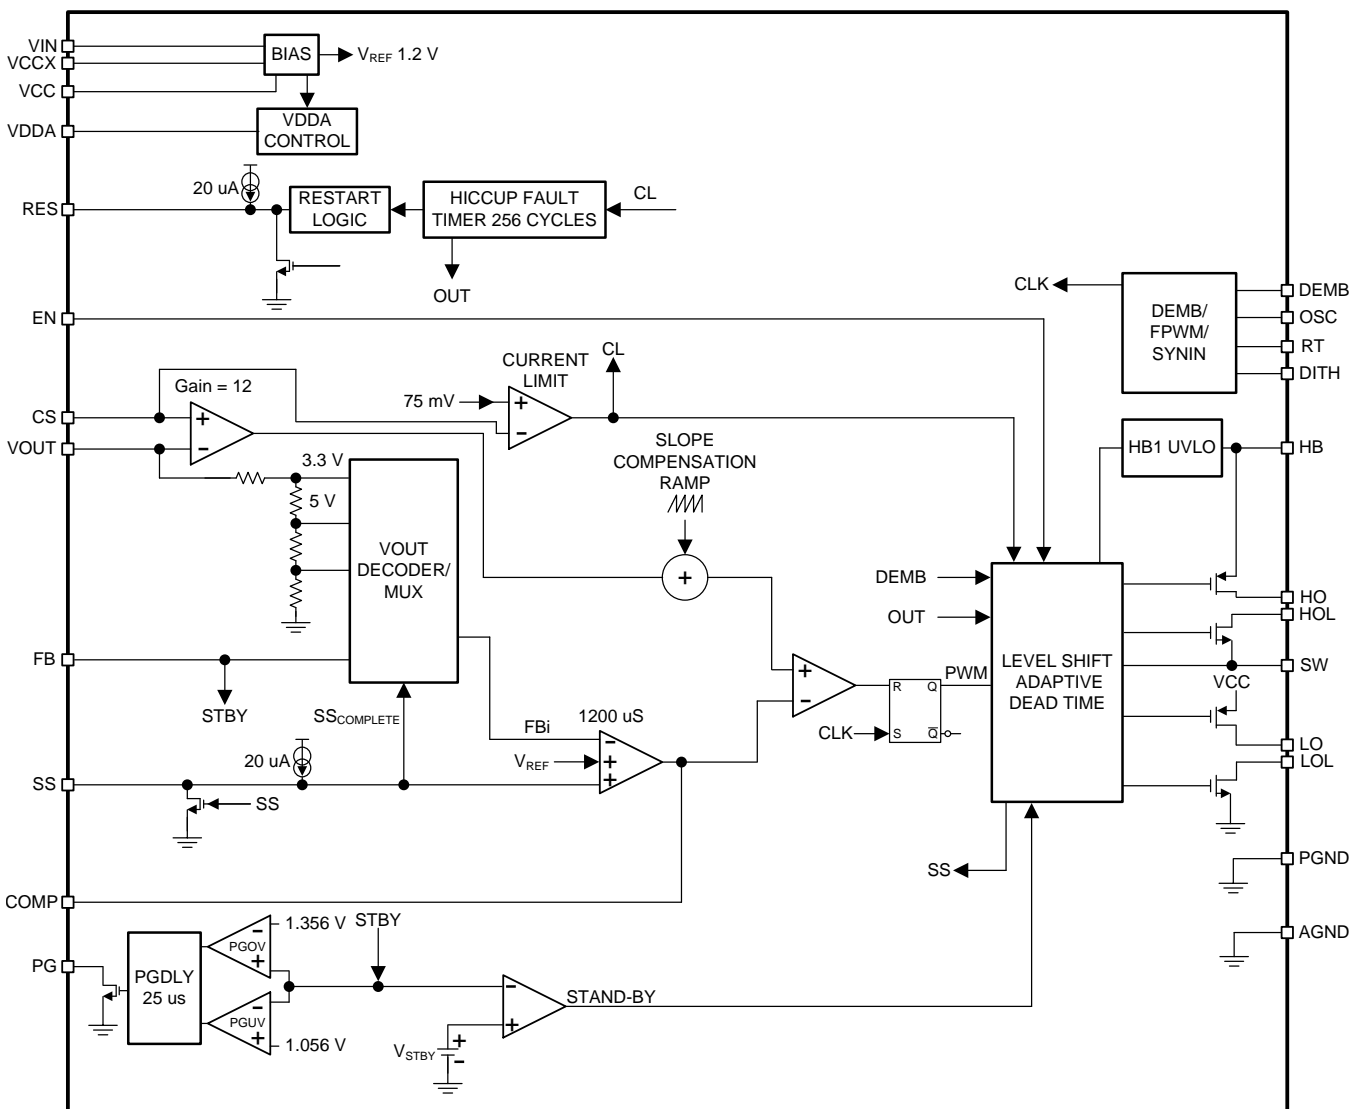 VIN
VCCX
VCC
VDDA
BIAS
VREF 1.2 V
VDDA
CONTROL
20 uA
RES
RESTART
LOGIC
HICCUP FAULT
TIMER 256 CYCLES
CL
OUT
EN
CLK
DEMB/
FPWM/
SYNIN
DEMB
OSC
RT
DITH
CURRENT
LIMIT
CL
Gain = 12
75 mV
+
-
CS
+
-
VOUT
SLOPE
COMPENSATION
RAMP
+
HB1 UVLO
HB
3.3 V
5 V
VOUT
DECODER/
MUX
DEMB
OUT
LEVEL SHIFT
ADAPTIVE
DEAD TIME
HO
HOL
SW
VCC
LO
LOL
FB
STBY
SSCOMPLETE
FBi
1200 uS
-
VREF
+
+
+
-
R
Q
S
Q
PWM
CLK
20 uA
SS
SS
SS
PGND
COMP
AGND
1.356 V
-
PGOV
+
STBY
PG
PGDLY
25 us
-
PGUV
+
1.056 V
-
+
STAND-BY
VSTBY
+
-